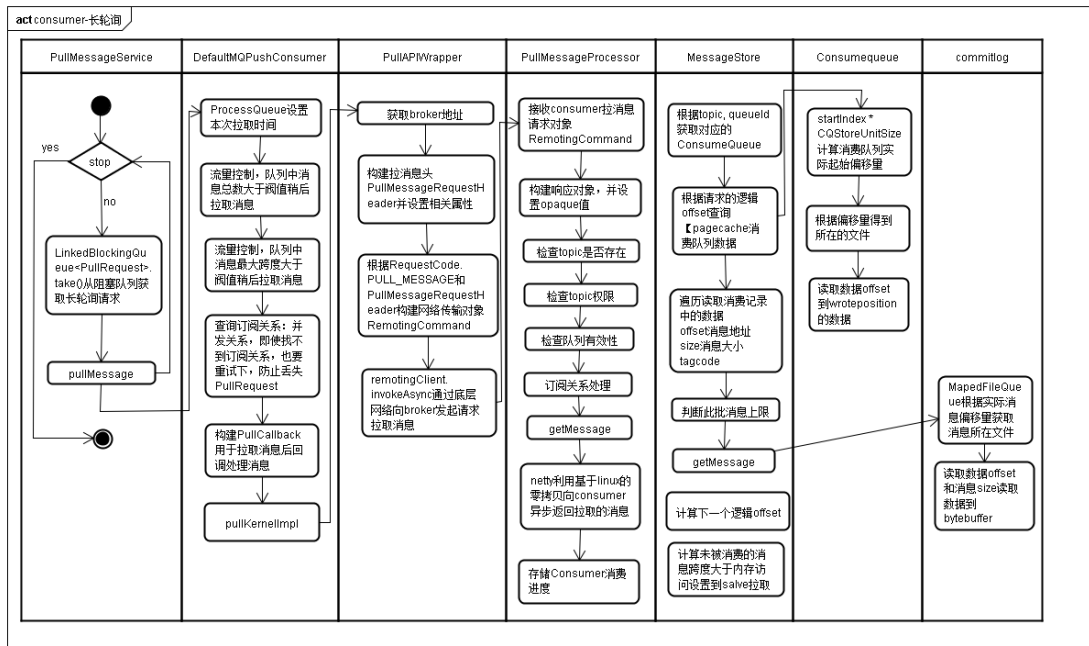 act consumer-长轮询
PullMessageService
DefaultMQPushConsumer
PullAPIWrapper
PullMessageProcessor
MessageStore
Consumequeue
commitlog
yes
stop
no
LinkedBlockingQu
eue<PullRequest>.
take()从阻塞队列获
取长轮询请求
pullMessage
ProcessQueue设置
本次拉取时间
流量控制，队列中消
息总数大于阀值稍后
拉取消息
流量控制，队列中
消息最大跨度大于
阀值稍后拉取消息
查询订阅关系：并
发关系，即使找不
到订阅关系，也要
重试下，防止丢失
PullRequest
构建PullCallback
用于拉取消息后回
调处理消息
pullKernelImpl
获取broker地址
构建拉消息头
PullMessageRequestH
eader并设置相关属性
根据RequestCode.
PULL_MESSAGE和
PullMessageRequestH
eader构建网络传输对象
RemotingCommand
remotingClient.
invokeAsync通过底层
网络向broker发起请求
拉取消息
接收consumer拉消息
请求对象
RemotingCommand
构建响应对象，并设
置opaque值
检查topic是否存在
检查topic权限
检查队列有效性
订阅关系处理
getMessage
netty利用基于linux的
零拷贝向consumer
异步返回拉取的消息
存储Consumer消费
进度
根据topic, queueId
获取对应的
ConsumeQueue
根据请求的逻辑
offset查询
【pagecache消
费队列数据
遍历读取消费记录
中的数据
offset消息地址
size消息大小
tagcode
判断此批消息上限
getMessage
计算下一个逻辑offset
计算未被消费的消
息跨度大于内存访
问设置到salve拉取
startIndex *
CQStoreUnitSize
计算消费队列实
际起始偏移量
根据偏移量得到
所在的文件
读取数据offset
到wroteposition
的数据
MapedFileQue
ue根据实际消
息偏移量获取
消息所在文件
读取数据offset
和消息size读取
数据到
bytebuffer